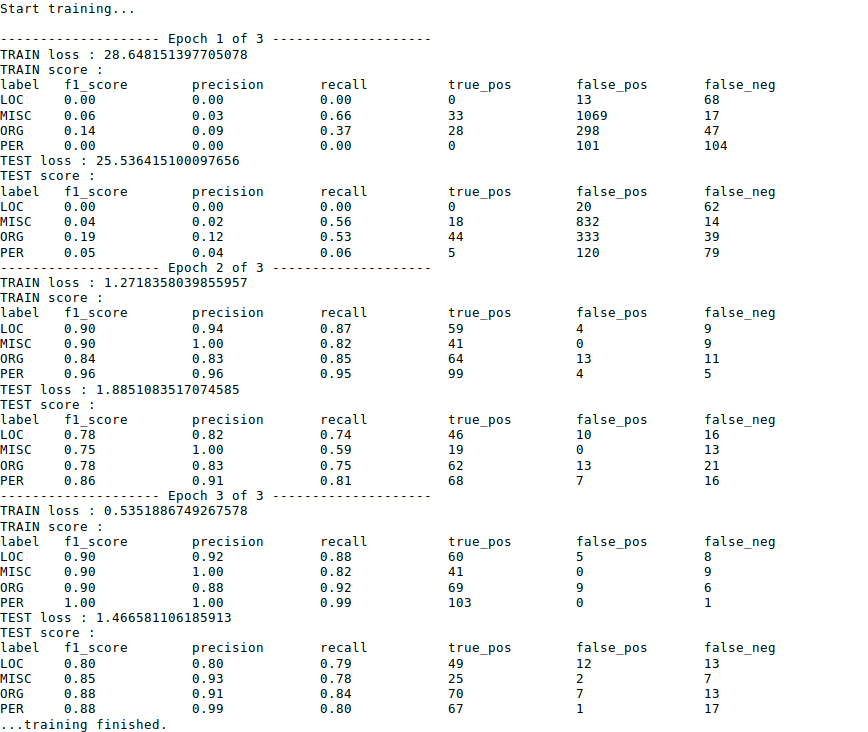 Start training...
-------------------- Epoch 1 of 3 --------------------
TRAIN loss : 28.648151397705078
TRAIN score :
label f1_score precision recall true_pos false_pos false_neg
LOC 0.00 0.00 0.00 0 13 68
MISC 0.06 0.03 0.66 33 1069 17
ORG 0.14 0.09 0.37 28 298 47
PER 0.00 0.00 0.00 0 101 104
TEST loss : 25.536415100097656
TEST score :
label f1_score precision recall true_pos false_pos false_neg
LOC 0.00 0.00 0.00 0 20 62
MISC 0.04 0.02 0.56 18 832 14
ORG 0.19 0.12 0.53 44 333 39
PER 0.05 0.04 0.06 5 120 79
-------------------- Epoch 2 of 3 --------------------
TRAIN loss : 1.2718358039855957
TRAIN score :
label f1_score precision recall true_pos false_pos false_neg
LOC 0.90 0.94 0.87 59 4 9
MISC 0.90 1.00 0.82 41 0 9
ORG 0.84 0.83 0.85 64 13 11
PER 0.96 0.96 0.95 99 4 5
TEST loss : 1.8851083517074585
TEST score :
label f1_score precision recall true_pos false_pos false_neg
LOC 0.78 0.82 0.74 46 10 16
MISC 0.75 1.00 0.59 19 0 13
ORG 0.78 0.83 0.75 62 13 21
PER 0.86 0.91 0.81 68 7 16
-------------------- Epoch 3 of 3 --------------------
TRAIN loss : 0.5351886749267578
TRAIN score :
label f1_score precision recall true_pos false_pos false_neg
LOC 0.90 0.92 0.88 60 5 8
MISC 0.90 1.00 0.82 41 0 9
ORG 0.90 0.88 0.92 69 9 6
PER 1.00 1.00 0.99 103 0 1
TEST loss : 1.466581106185913
TEST score :
label f1_score precision recall true_pos false_pos false_neg
LOC 0.80 0.80 0.79 49 12 13
MISC 0.85 0.93 0.78 25 2 7
ORG 0.88 0.91 0.84 70 7 13
PER 0.88 0.99 0.80 67 1 17
...training finished.